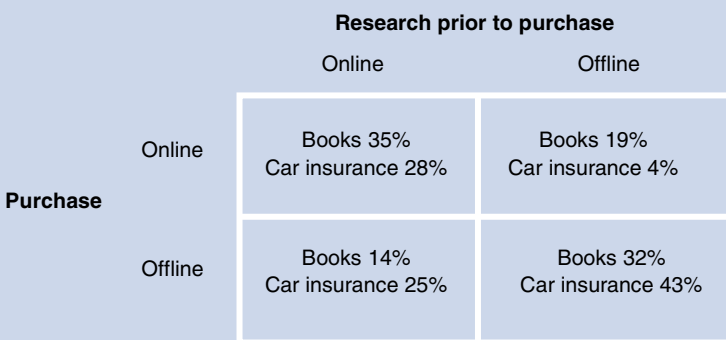 Research prior to purchase
Online Offline
Online
Books 35%
Car insurance 28%
Books 19%
Car insurance 4%
Purchase
Offline
Books 14%
Car insurance 25%
Books 32%
Car insurance 43%